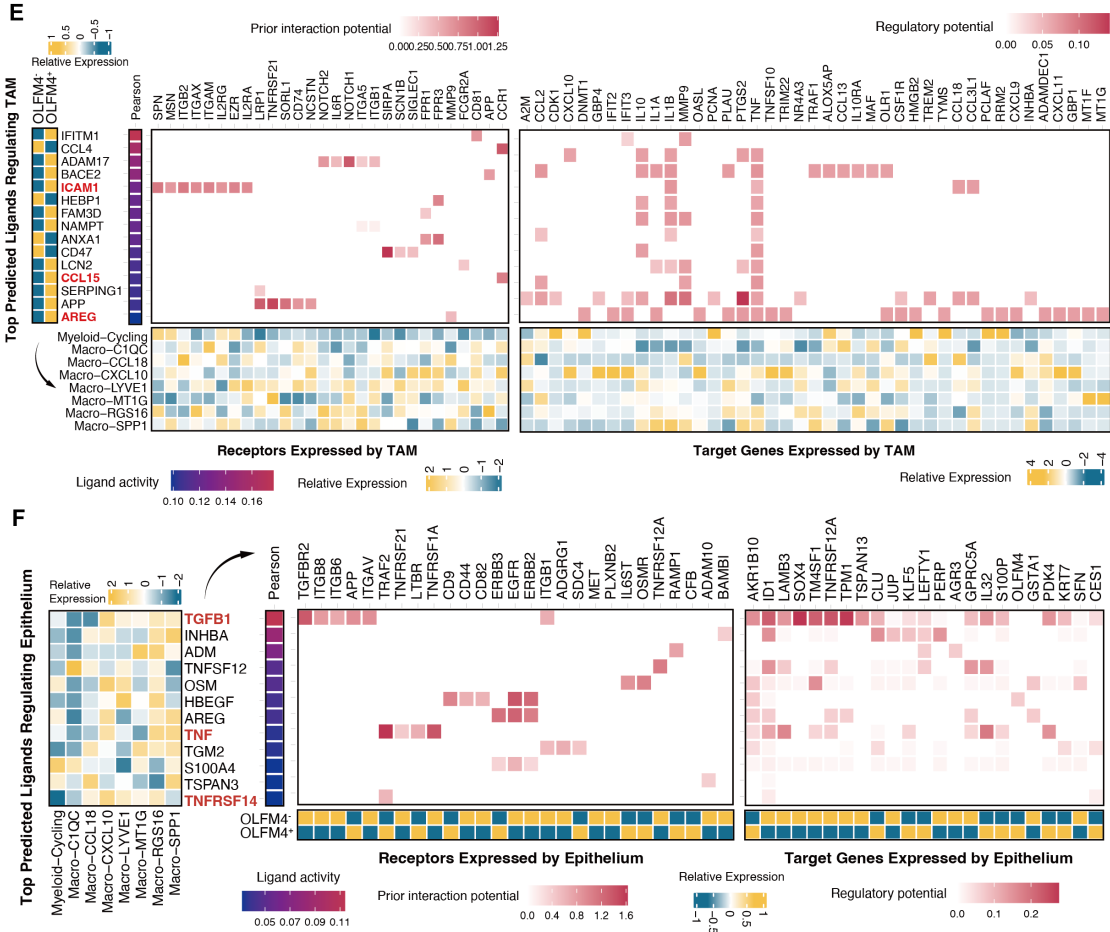 E
Prior interaction potential
0.000.250.500.751.001.25
Regulatory potential
0.00 0.05 0.10
1 0.5 0 -0.5 -1
Relative Expression
Top Predicted Ligands Regulating TAM
OLFM4- OLFM4+ Pearson
SPN MSN ITGB2 ITGAX ITGAM IL2RG EZR IL2RA LRP1 TNFRSF21 SORL1 CD74 NCSTN NOTCH2 IL6R NOTCH1 ITGA5 ITGB1 SIRPA SCN1B SIGLEC1 FPR1 FPR3 MMP9 FCGR2A CD81 APP CCR1
A2M CCL2 CDK1 CXCL10 DNMT1 GBP4 IFIT2 IFIT3 IL10 IL1A IL1B MMP9 OASL PCNA PLAU PTGS2 TNF TNFSF10 TRIM22 NR4A3 TRAF1 ALOX5AP CCL13 IL10RA MAF OLR1 CSF1R HMGB2 TREM2 TYMS CCL18 CCL3L1 PCLAF RRM2 CXCL9 INHBA ADAMDEC1 CXCL11 GBP1 MT1F MT1G
IFITM1
CCL4
ADAM17
BACE2
ICAM1
HEBP1
FAM3D
NAMPT
ANXA1
CD47
LCN2
CCL15
SERPING1
APP
AREG
Myeloid−Cycling
Macro−C1QC
Macro−CCL18
Macro−CXCL10
Macro−LYVE1
Macro−MT1G
Macro−RGS16
Macro−SPP1
Receptors Expressed by TAM
Target Genes Expressed by TAM
Ligand activity
0.10 0.12 0.14 0.16
Relative Expression
2 1 0 −1 −2
Relative Expression
4 2 0 −2 −4
F
Relative
Expression
2 1 0 −1 −2
Top Predicted Ligands Regulating Epithelium
Pearson
TGFBR2 ITGB8 ITGB6 APP ITGAV TRAF2 TNFRSF21 LTBR TNFRSF1A CD9 CD44 CD82 ERBB3 EGFR ERBB2 ITGB1 ADGRG1 SDC4 MET PLXNB2 IL6ST OSMR TNFRSF12A RAMP1 CFB ADAM10 BAMBI
AKR1B10 ID1 LAMB3 SOX4 TM4SF1 TNFRSF12A TPM1 TSPAN13 CLU JUP KLF5 LEFTY1 PERP AGR3 GPRC5A IL32 S100P OLFM4 GSTA1 PDK4 KRT7 SFN CES1
TGFB1
INHBA
ADM
TNFSF12
OSM
HBEGF
AREG
TNF
TGM2
S100A4
TSPAN3
TNFRSF14
Myeloid−Cycling
Macro−C1QC
Macro−CCL18
Macro−CXCL10
Macro−LYVE1
Macro−MT1G
Macro−RGS16
Macro−SPP1
OLFM4-
OLFM4+
Receptors Expressed by Epithelium
Target Genes Expressed by Epithelium
Ligand activity
0.05 0.07 0.09 0.11
Prior interaction potential
0.0 0.4 0.8 1.2 1.6
Relative Expression
−1 −0.5 0 0.5 1
Regulatory potential
0.0 0.1 0.2